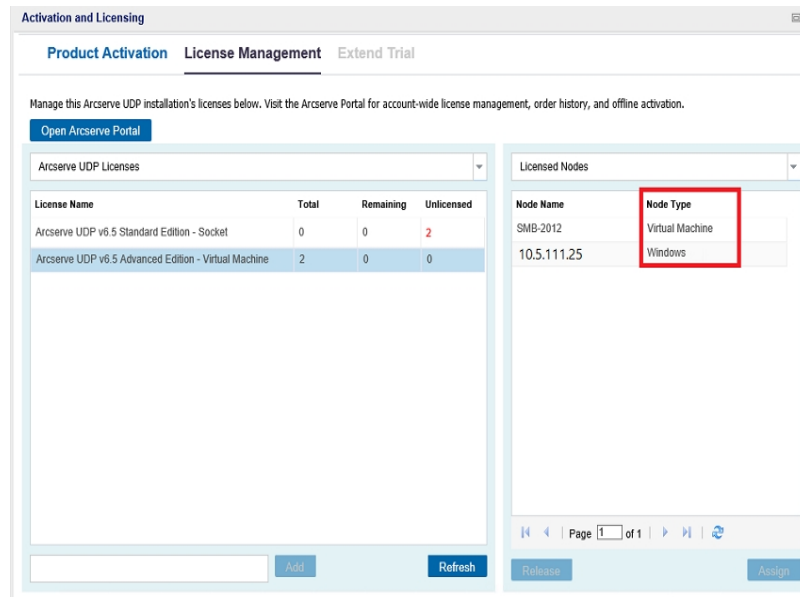 Activation and Licensing
Product Activation License Management Extend Trial
Manage this Arcserve UDP installation's licenses below. Visit the Arcserve Portal for account-wide license management, order history, and offline activation.
Open Arcserve Portal
Arcserve UDP Licenses
License Name Total Remaining Unlicensed
Arcserve UDP v6.5 Standard Edition - Socket 0 0 2
Arcserve UDP v6.5 Advanced Edition - Virtual Machine 2 0 0
Add
Refresh
Licensed Nodes
Node Name Node Type
SMB-2012 Virtual Machine
10.5.111.25 Windows
Page 1 of 1
Release
Assign